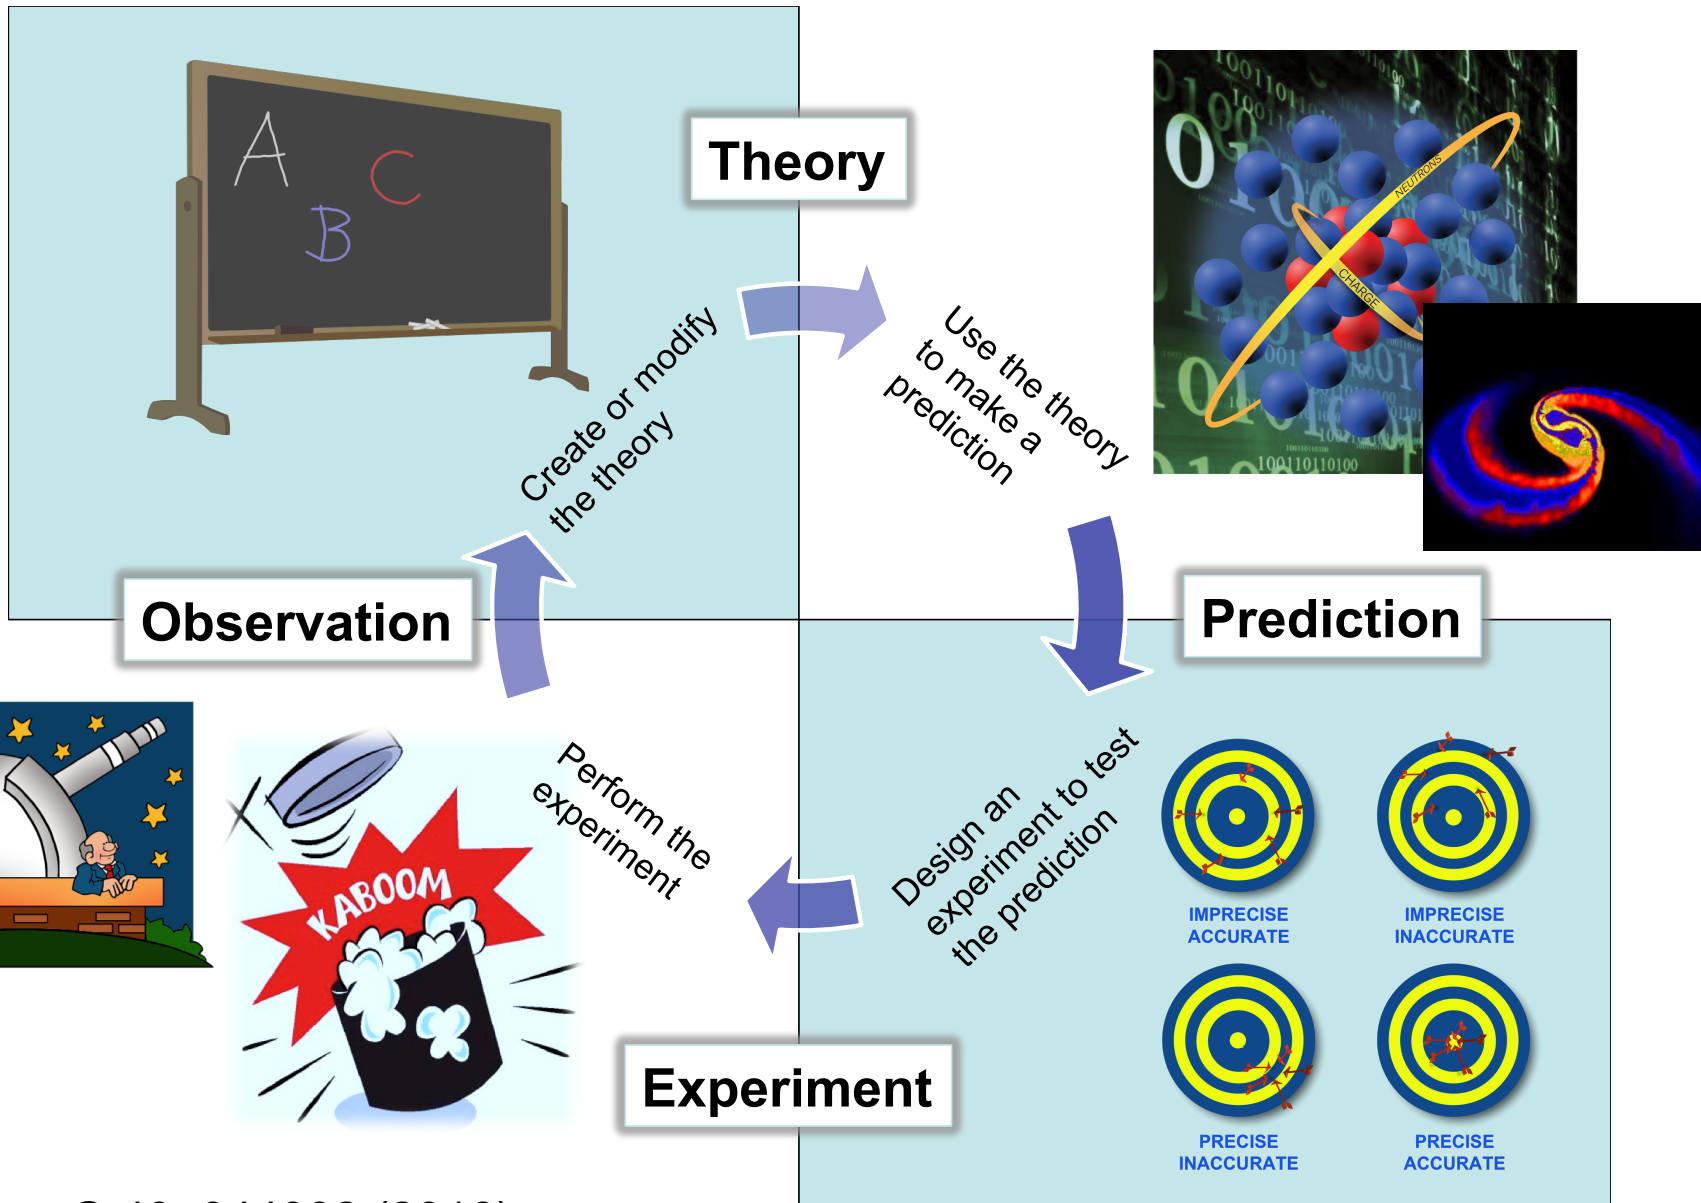 A
C
B
Theory
Create or modify
the theory
Use the theory
to make a
prediction
NEUTRONS
CHARGE
100110110100
Observation
Prediction
Perform the
experiment
Design an
experiment to test
the prediction
KABOOM
IMPRECISE
ACCURATE
IMPRECISE
INACCURATE
Experiment
PRECISE
INACCURATE
PRECISE
ACCURATE